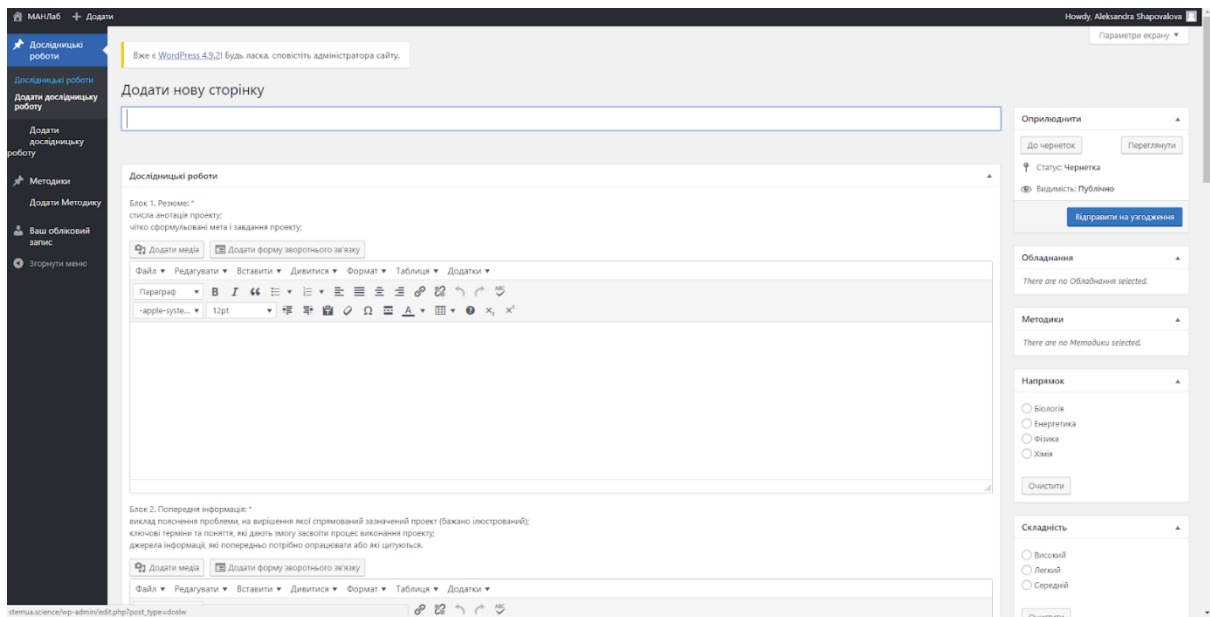 МАНЛаб + Додати
Howdy, Aleksandra Shapovalova
Параметри екрану
Дослідницькі
роботи
Дослідницькі роботи
Додати дослідницьку
роботу
Додати
дослідницьку
роботу
Методики
Додати Методику
Ваш обліковий
запис
Згорнути меню
Вже є WordPress 4.9.2! Будь ласка, сповістіть адміністратора сайту.
Додати нову сторінку
Дослідницькі роботи
Блок 1. Резюме: *
стисла анотація проекту;
чітко сформульовані мета і завдання проекту;
Додати медіа
Додати форму зворотнього зв'язку
Файл Редагувати Вставити Дивитися Формат Таблиця Додатки
Параграф
-apple-syste... 12pt
Блок 2. Попередня інформація: *
виклад пояснення проблеми, на вирішення якої спрямований зазначений проект (бажано ілюстрований);
ключові терміни та поняття, які дають змогу засвоїти процес виконання проекту;
джерела інформації, які попередньо потрібно опрацювати або які цитуються.
Додати медіа
Додати форму зворотнього зв'язку
Файл Редагувати Вставити Дивитися Формат Таблиця Додатки
stemua.science/wp-admin/edit.php?post_type=doslw
Оприлюднити
До чернеток
Переглянути
Статус: Чернетка
Видимість: Публічно
Відправити на узгодження
Обладнання
There are no Обладнання selected.
Методики
There are no Методики selected.
Напрямок
Біологія
Енергетика
Фізика
Хімія
Очистити
Складність
Високий
Легкий
Середній
Очистити